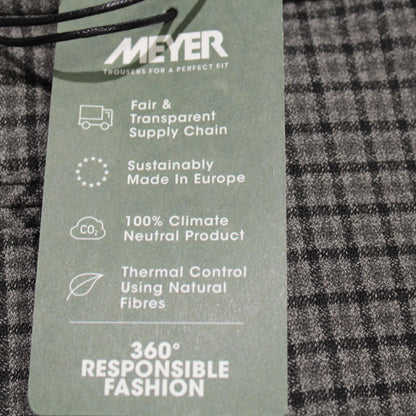 MEYER
TROUSERS FOR A PERFECT FIT
Fair &
Transparent
Supply Chain
Sustainably
Made In Europe
CO2
100% Climate
Neutral Product
Thermal Control
Using Natural
Fibres
360°
RESPONSIBLE
FASHION